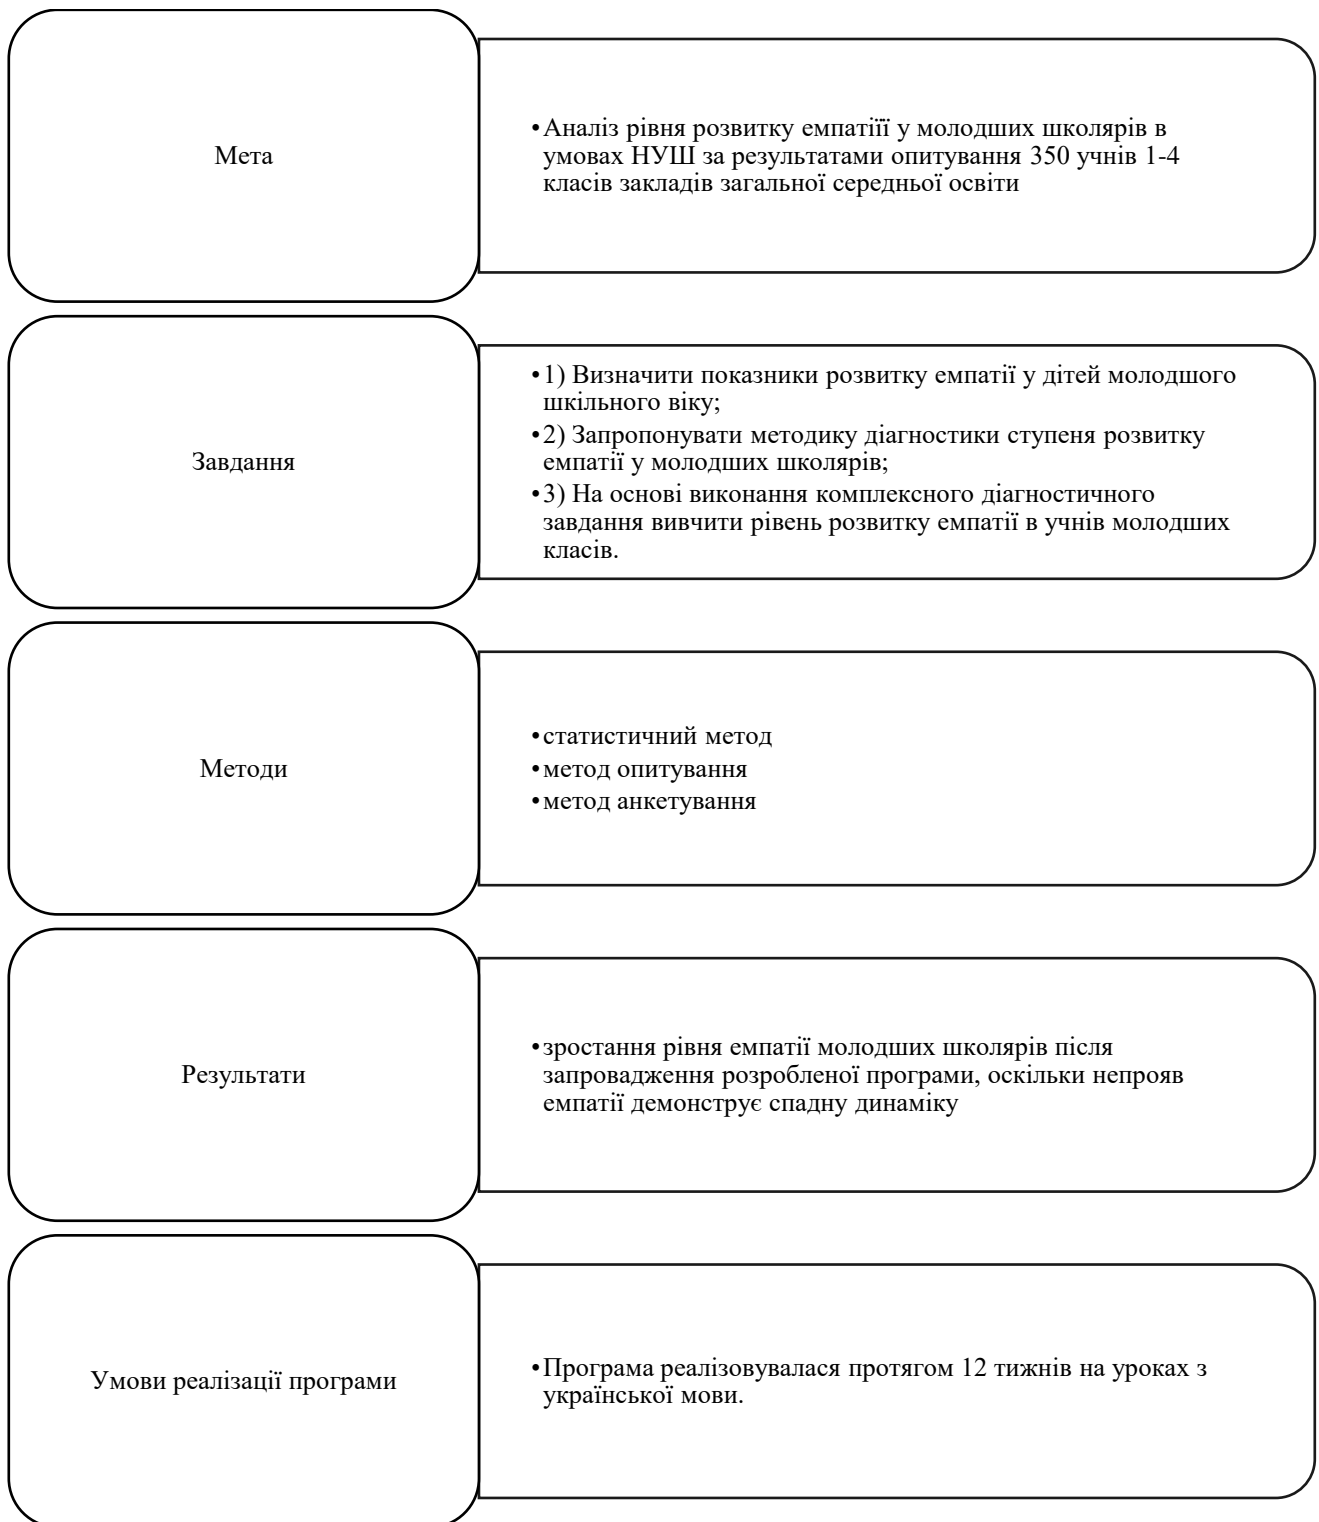 Мета
•Аналіз рівня розвитку емпатіїї у молодших школярів в
умовах НУШ за результатами опитування 350 учнів 1-4
класів закладів загальної середньої освіти
Завдання
•1) Визначити показники розвитку емпатії у дітей молодшого
шкільного віку;
•2) Запропонувати методику діагностики ступеня розвитку
емпатії у молодших школярів;
•3) На основі виконання комплексного діагностичного
завдання вивчити рівень розвитку емпатії в учнів молодших
класів.
Методи
•статистичний метод
•метод опитування
•метод анкетування
Результати
•зростання рівня емпатії молодших школярів після
запровадження розробленої програми, оскільки непрояв
емпатії демонструє спадну динаміку
Умови реалізації програми
•Програма реалізовувалася протягом 12 тижнів на уроках з
української мови.